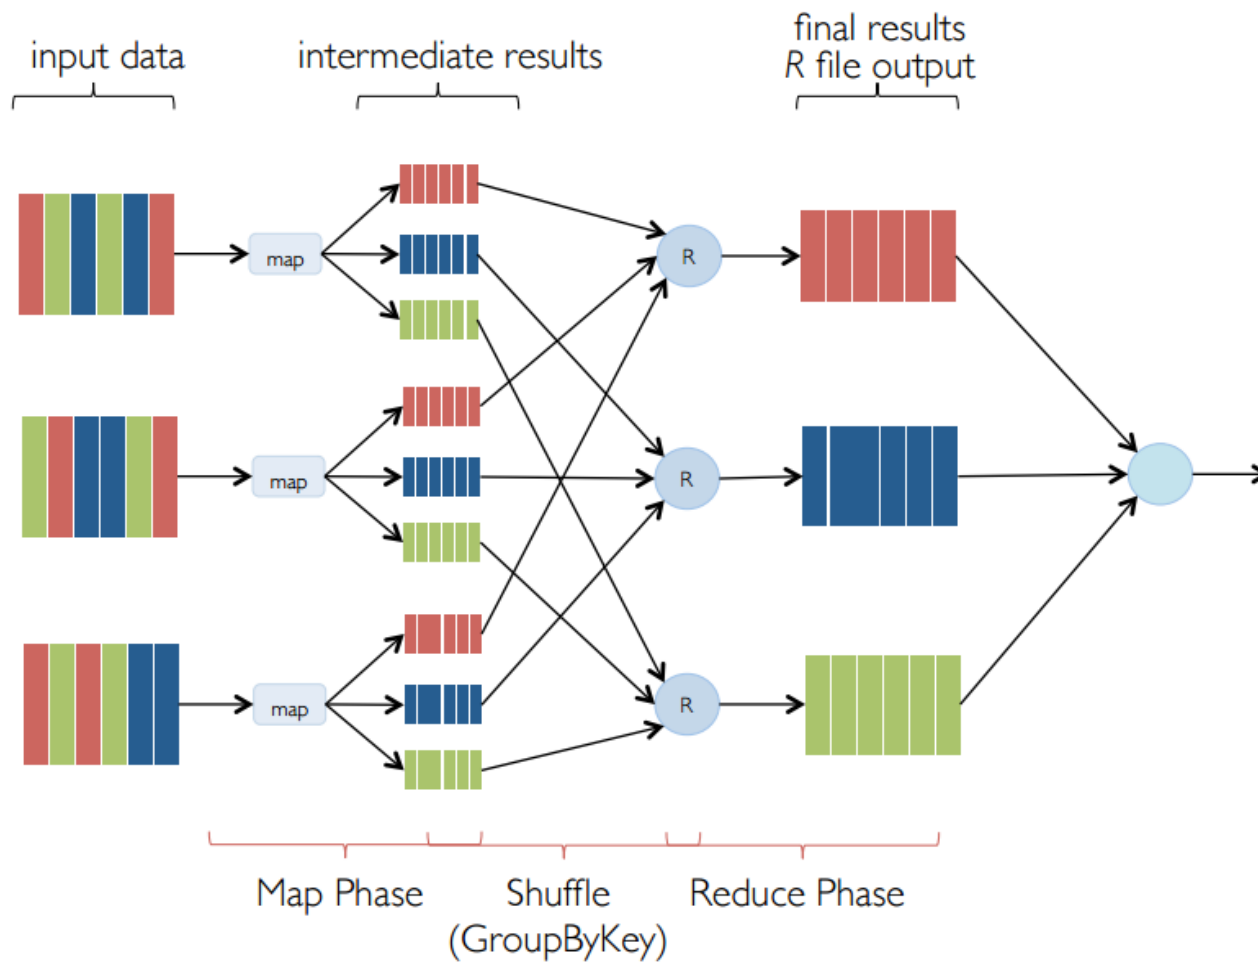 input data
intermediate results
final results
R file output
map
R
map
R
map
R
Map Phase
Shuffle
(GroupByKey)
Reduce Phase